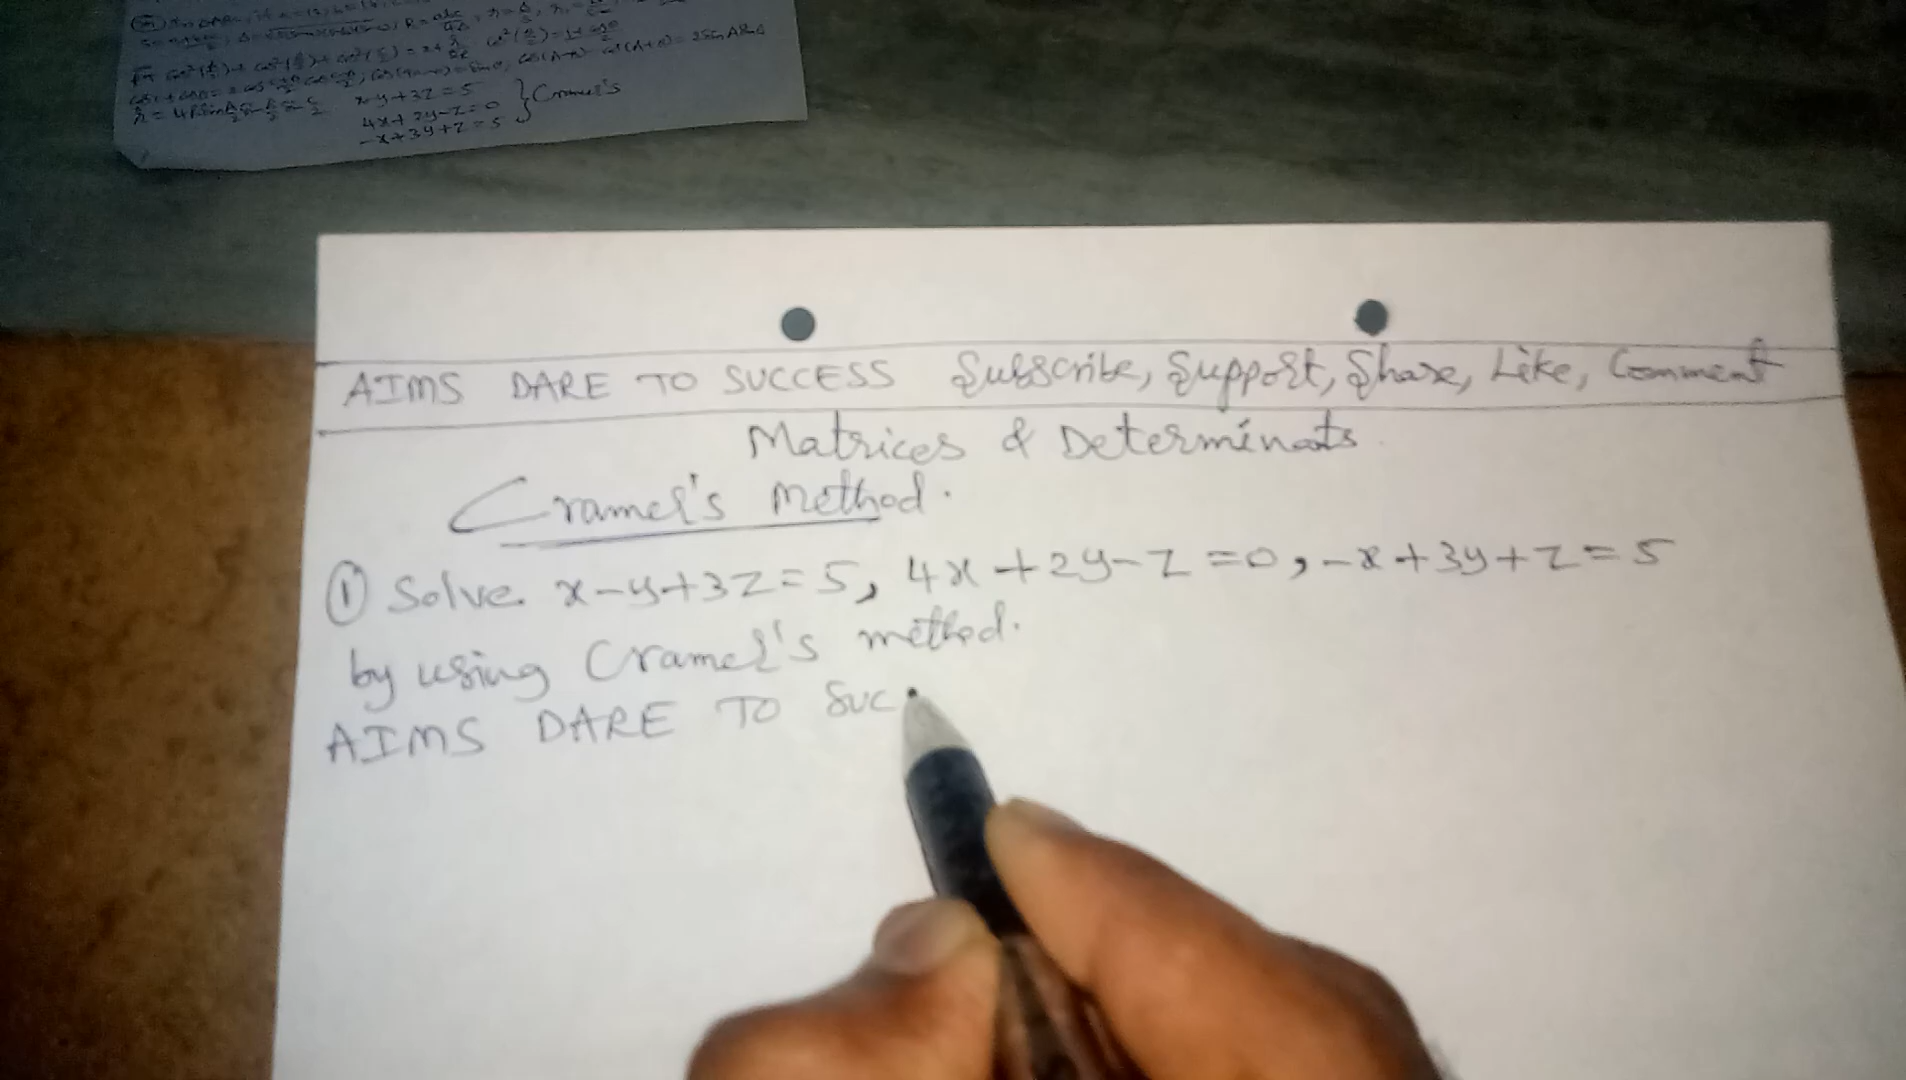 x-y+3z=5
4x+2y-z=0 } Cramer's
-x+3y+z=5
AIMS DARE TO SUCCESS Subscribe, Support, Share, Like, Comment
Matrices & Determinats.
Cramer's Method.
① Solve x-y+3z=5, 4x+2y-z=0, -x+3y+z=5
by using Cramer's method.
AIMS DARE TO SUC